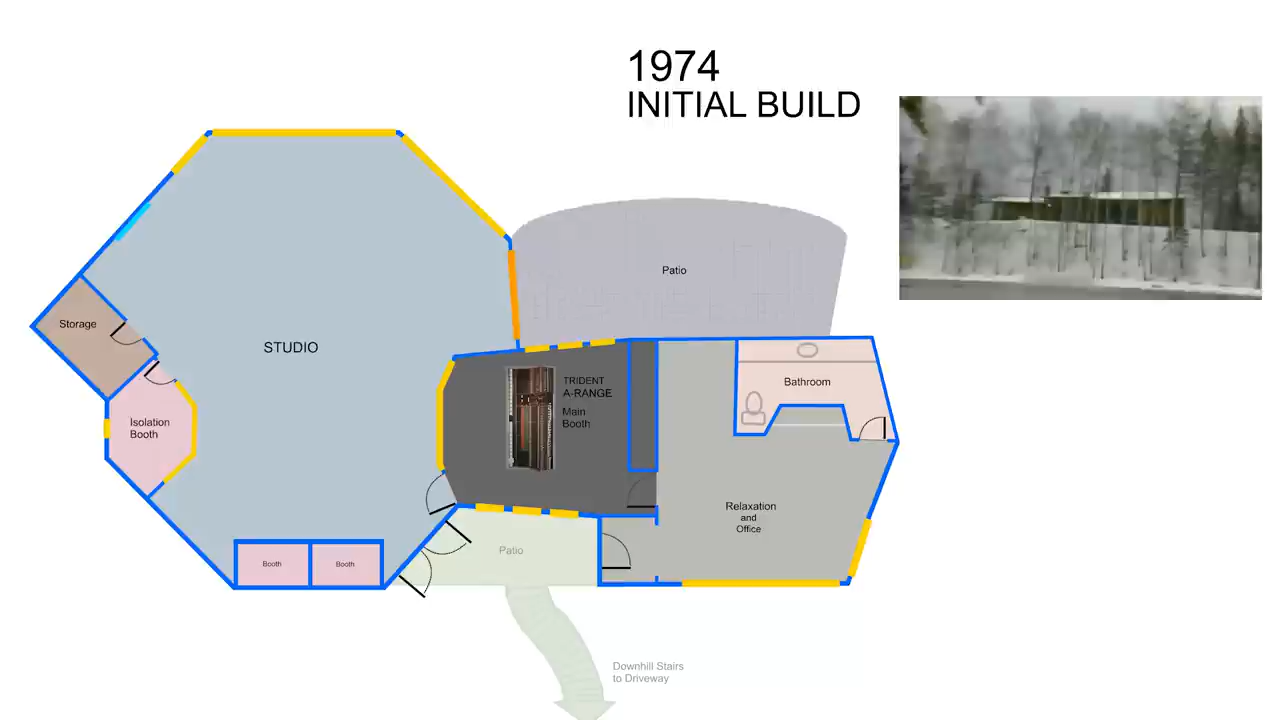 1974
INITIAL BUILD
Patio
Storage
STUDIO
TRIDENT
A-RANGE
Main
Booth
Bathroom
Isolation
Booth
Relaxation
and
Office
Patio
Booth
Booth
Downhill Stairs
to Driveway